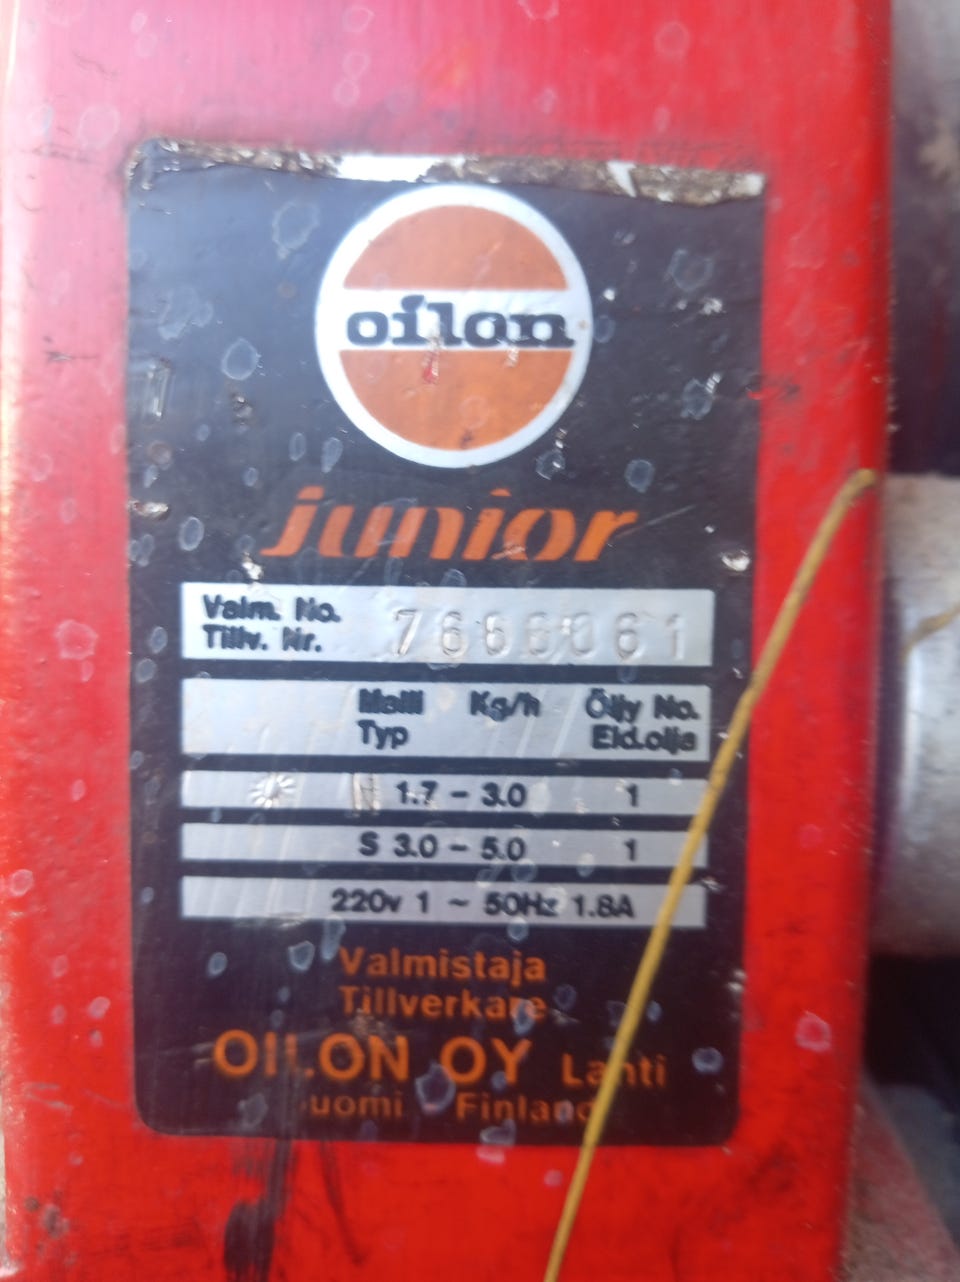 oilon
junior
Valm. No.
Tillv. Nr.
Malli Kg/h Öljy No.
Typ Eld.olja
1.7 - 3.0 1
S 3.0 - 5.0 1
220v 1 ~ 50Hz 1.8A
Valmistaja
Tillverkare
OILON OY Lahti
Suomi - Finland